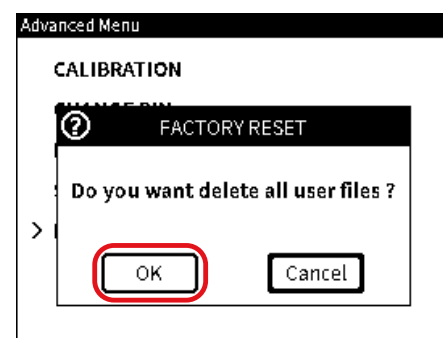 Advanced Menu
CALIBRATION
FACTORY RESET
Do you want delete all user files ?
OK
Cancel